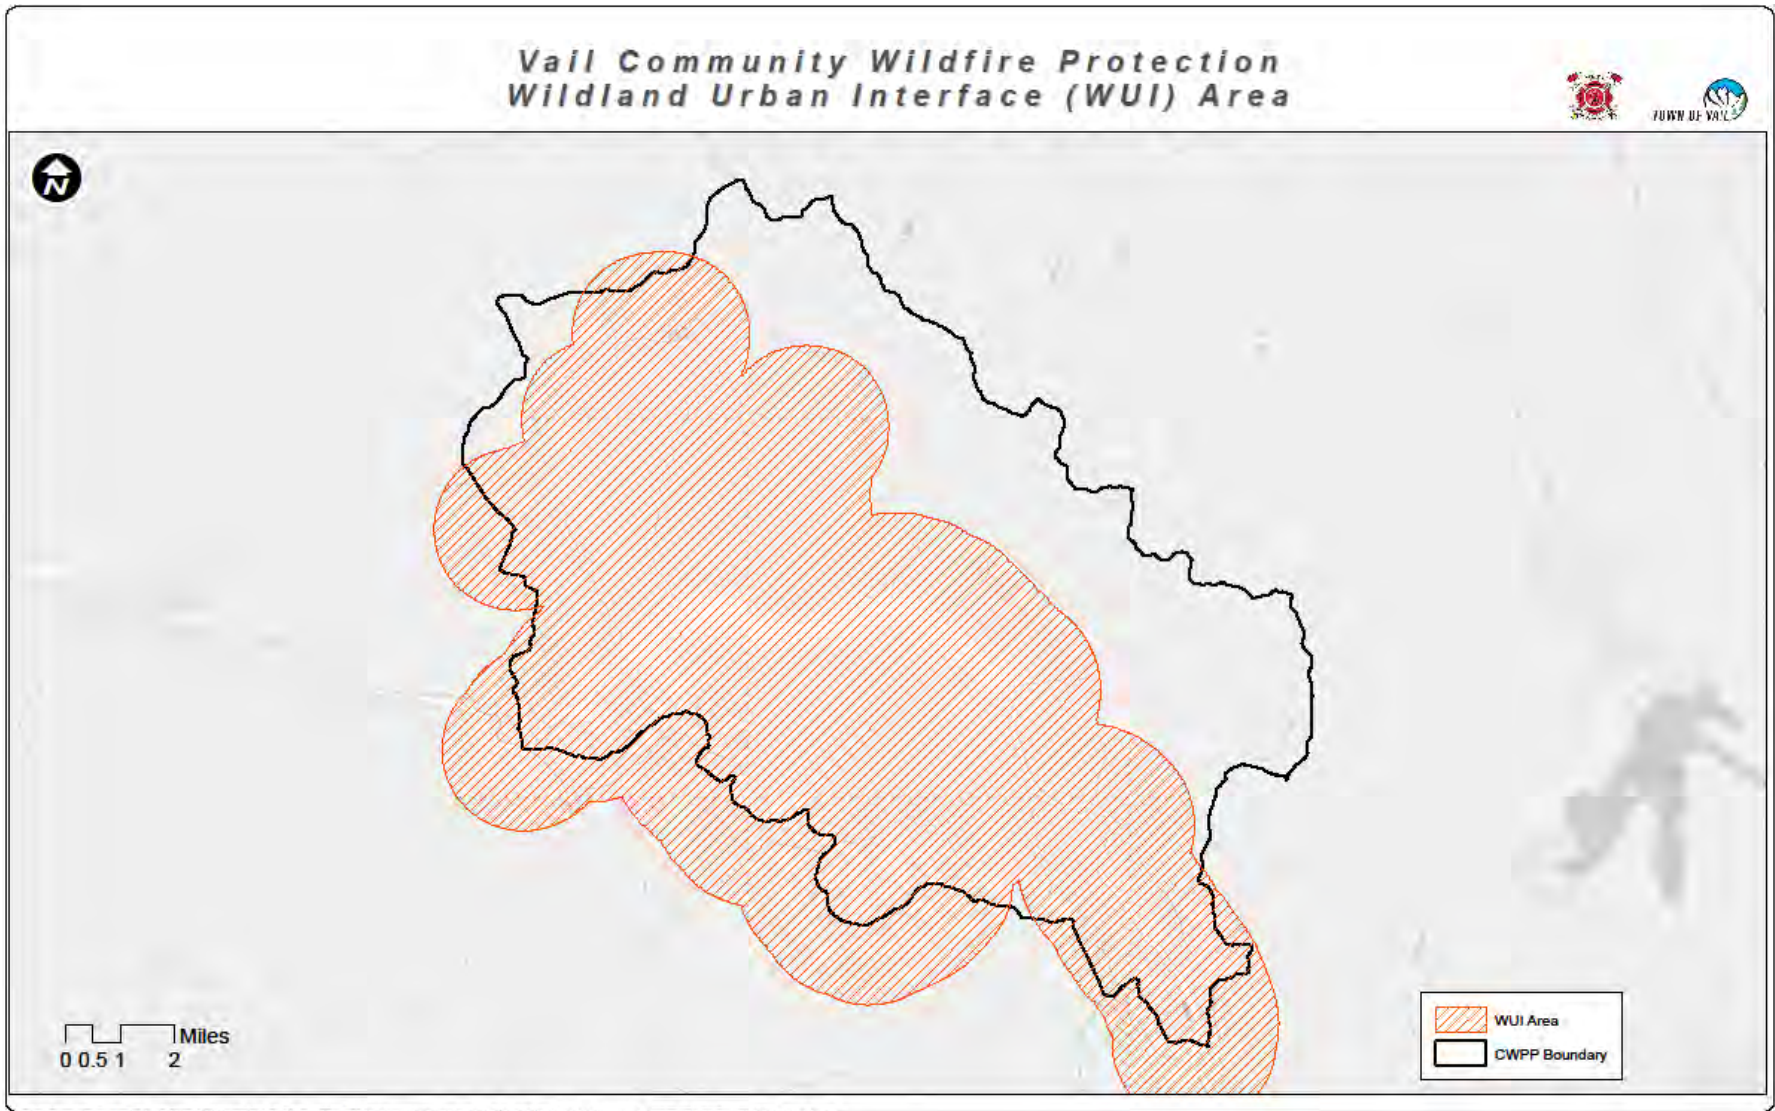 Vail Community Wildfire Protection
Wildland Urban Interface (WUI) Area
TOWN OF VAIL
N
Miles
0 0.5 1 2
WUI Area
CWPP Boundary